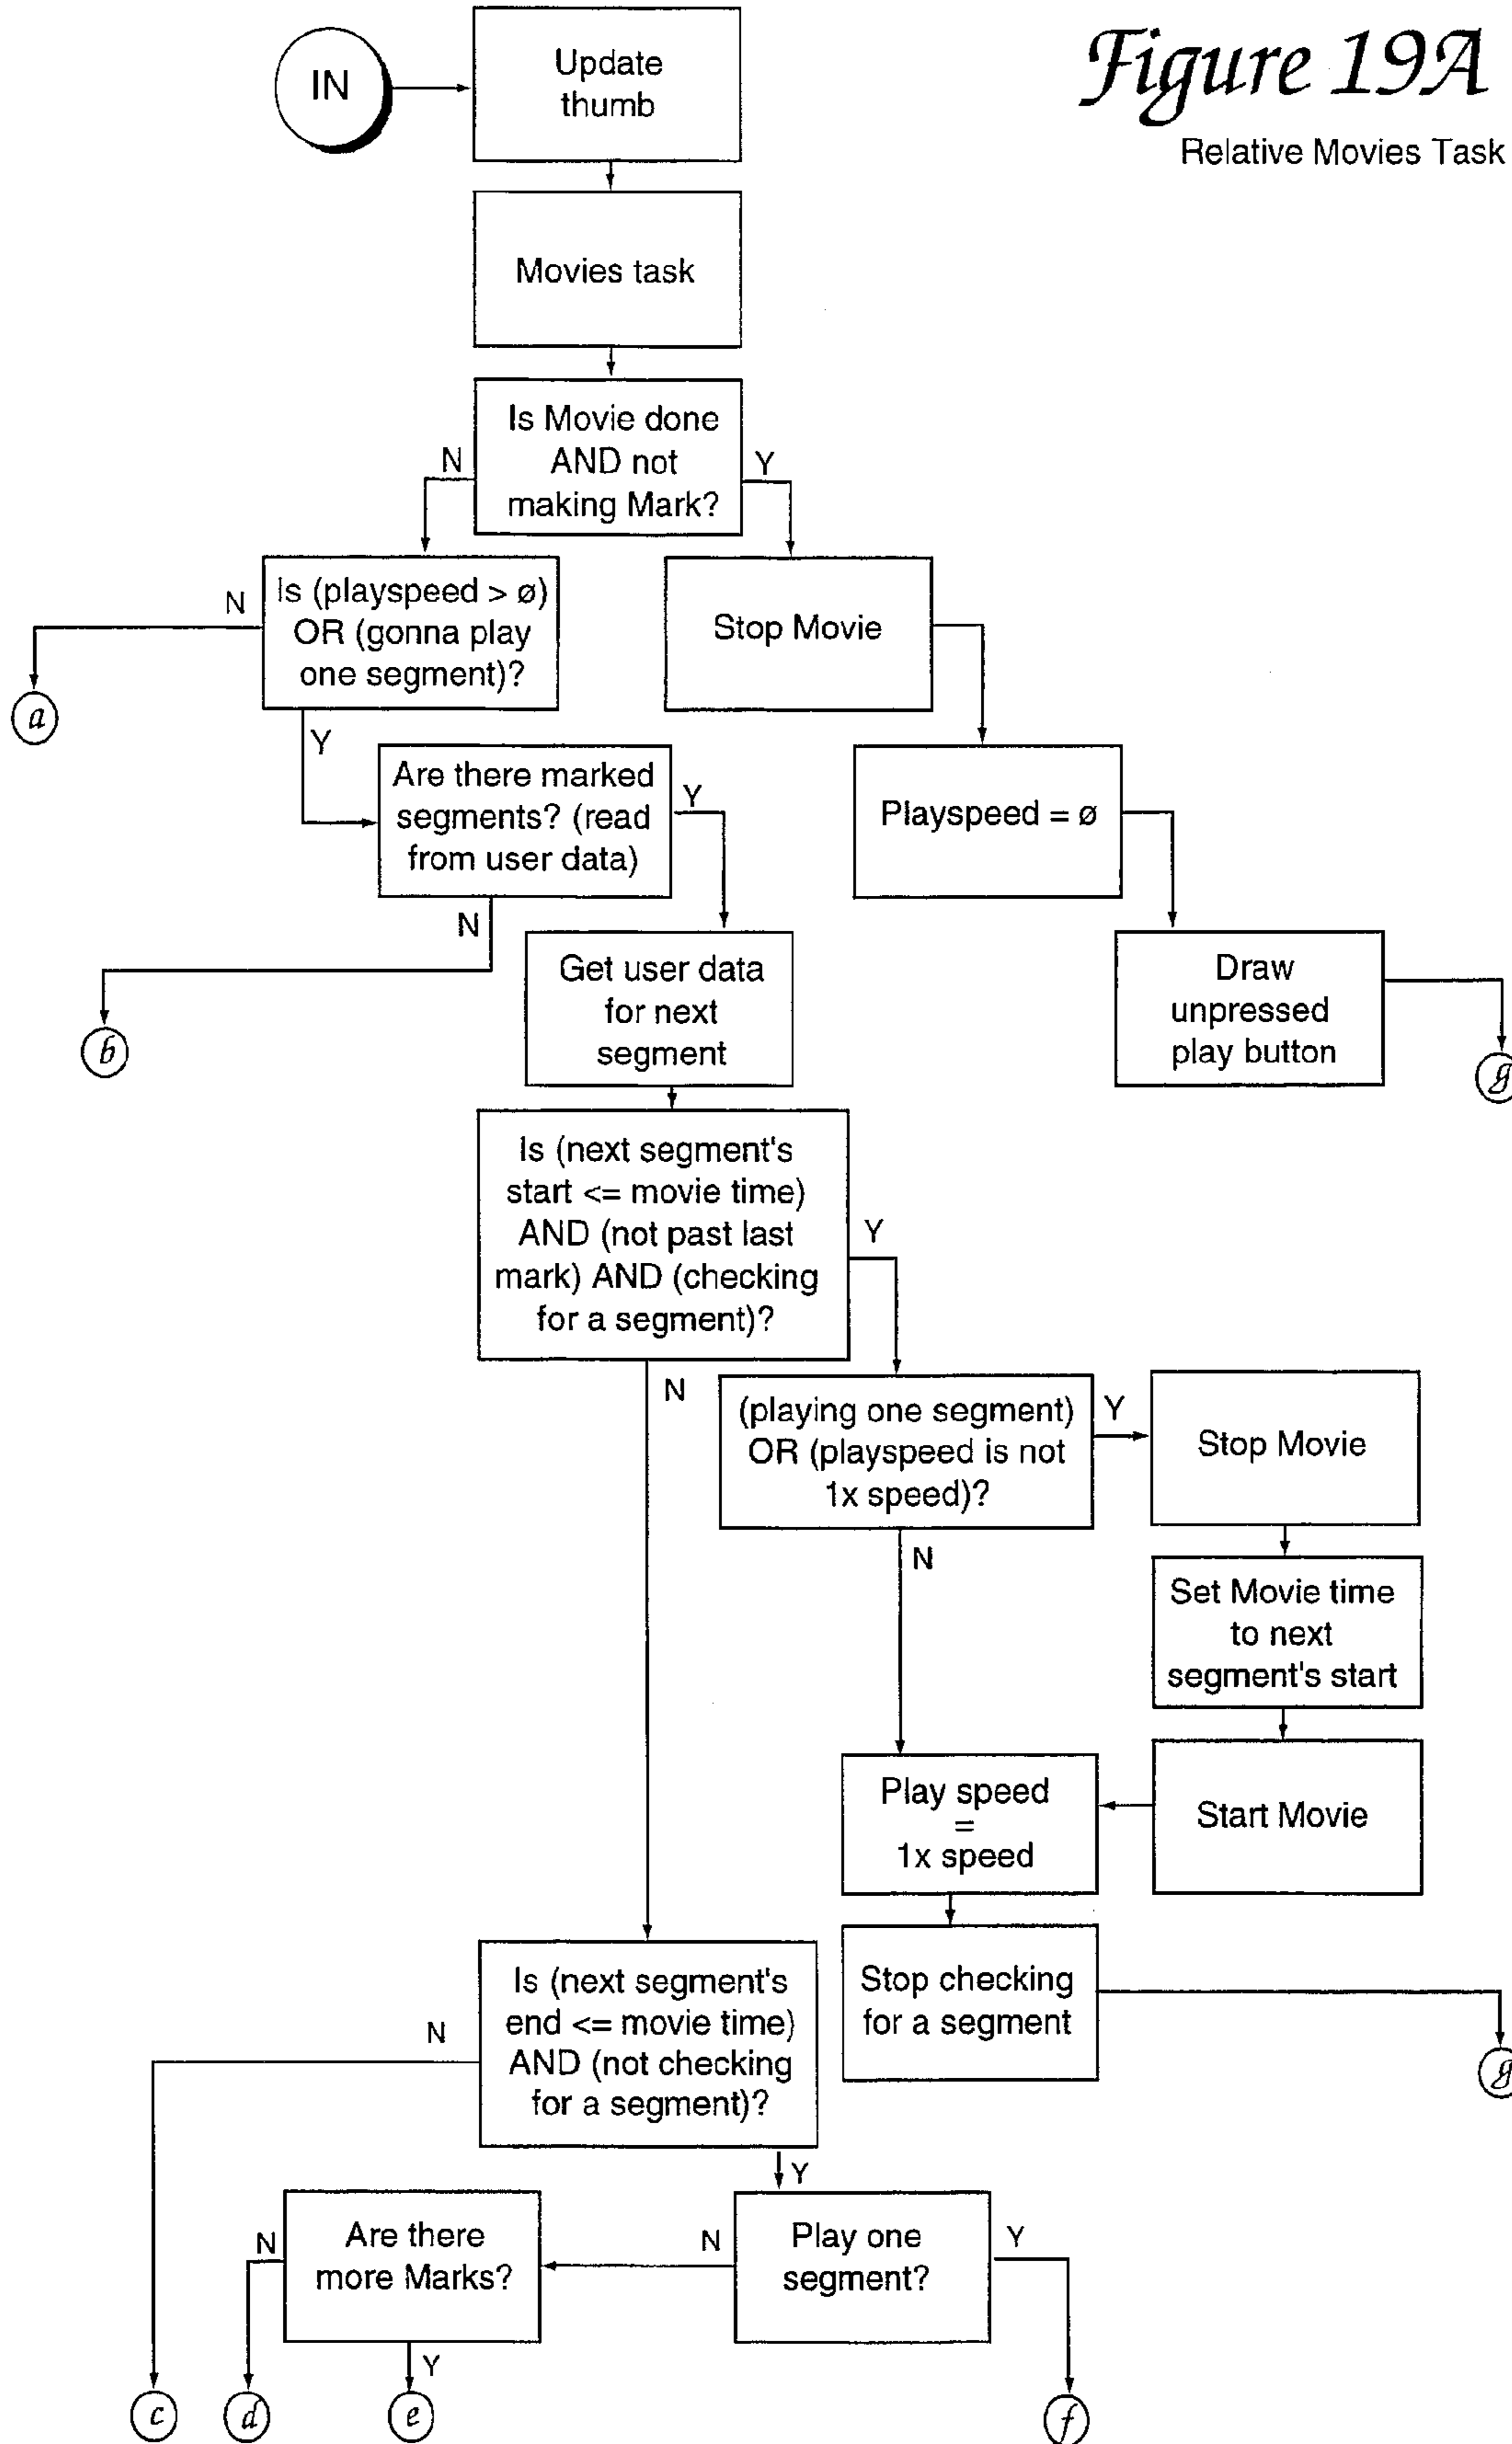 Figure 19A
Relative Movies Task
IN
Update
thumb
Movies task
Is Movie done
AND not
making Mark?
N
Y
Is (playspeed > ø)
OR (gonna play
one segment)?
N
Stop Movie
a
Y
Are there marked
segments? (read
from user data)
Y
Playspeed = ø
N
Get user data
for next
segment
Draw
unpressed
play button
b
g
Is (next segment's
start <= movie time)
AND (not past last
mark) AND (checking
for a segment)?
Y
N
(playing one segment)
OR (playspeed is not
1x speed)?
Y
Stop Movie
N
Set Movie time
to next
segment's start
Play speed
=
1x speed
Start Movie
Is (next segment's
end <= movie time)
AND (not checking
for a segment)?
N
Stop checking
for a segment
g
Y
Are there
more Marks?
N
N
Play one
segment?
Y
Y
c
d
e
f